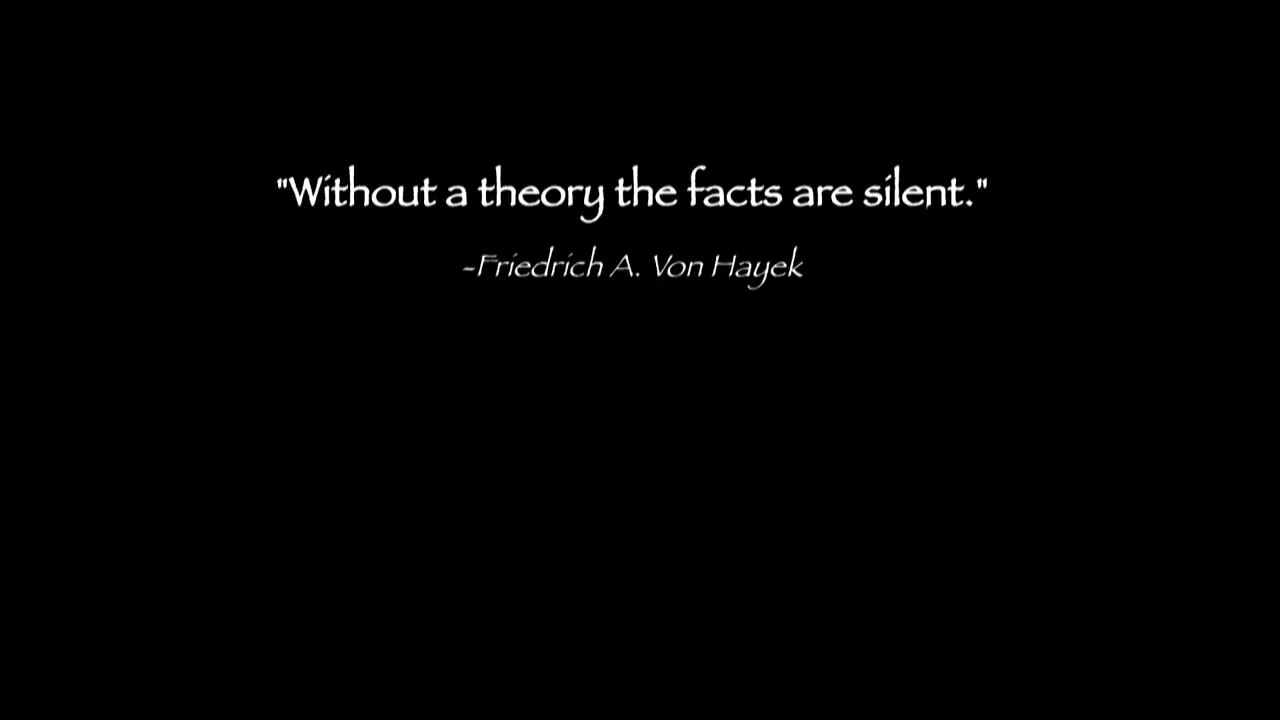 "Without a theory the facts are silent."
-Friedrich A. Von Hayek